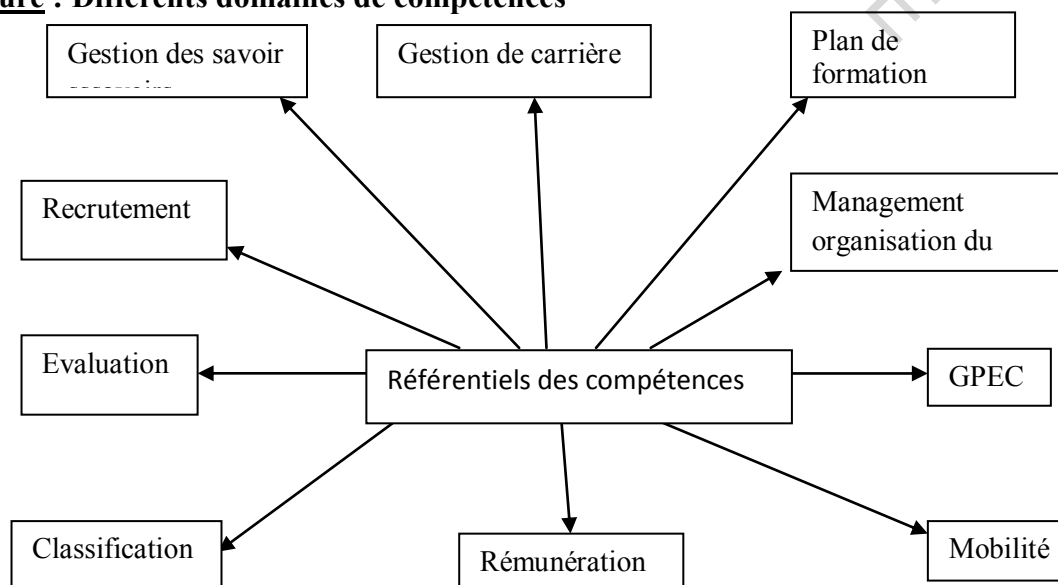 ure : Différents domaines de compétences
Gestion des savoir
Gestion de carrière
Plan de
formation
Recrutement
Management
organisation du
Evaluation
Référentiels des compétences
GPEC
Classification
Rémunération
Mobilité